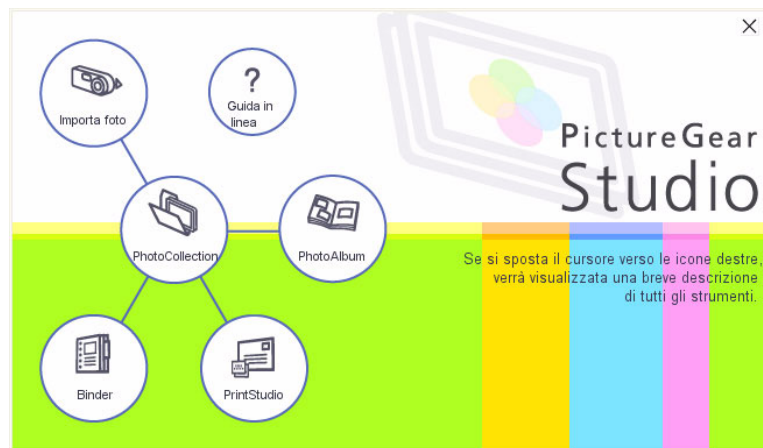 Importa foto
?
Guida in
linea
PictureGear
Studio
PhotoCollection
PhotoAlbum
Se si sposta il cursore verso le icone destre,
verrà visualizzata una breve descrizione
di tutti gli strumenti.
Binder
PrintStudio